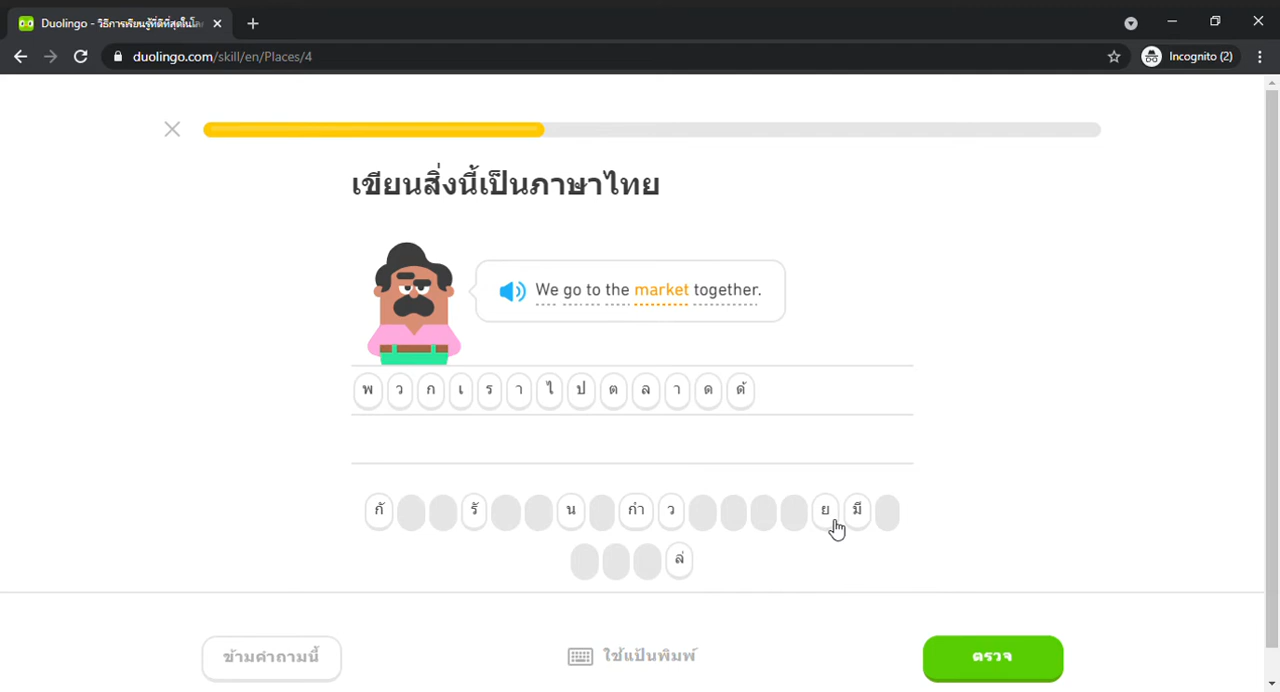 Duolingo - วิธีการเรียนรู้ที่ดีที่สุดในโล
duolingo.com/skill/en/Places/4
Incognito (2)
เขียนสิ่งนี้เป็นภาษาไทย
We go to the market together.
พ ว ก เ ร า ไ ป ต ล า ด ด้
กั รั น ก่า ว ย มี
ล่
ข้ามคำถามนี้
ใช้แป้นพิมพ์
ตรวจ